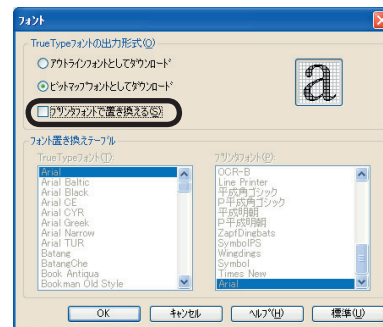 フォント
TrueTypeフォントの出力形式(O)
アウトラインフォントとしてダウンロード
ビットマップフォントとしてダウンロード
a
プリンタフォントで置き換える(S)
フォント置き換えテーブル
TrueTypeフォント(T):
プリンタフォント(P):
Arial
Arial Baltic
Arial Black
Arial CE
Arial CYR
Arial Greek
Arial Narrow
Arial TUR
Batang
BatangChe
Book Antiqua
Bookman Old Style
OCR-B
Line Printer
平成角ゴシック
P平成角ゴシック
平成明朝
P平成明朝
ZapfDingbats
SymbolPS
Wingdings
Symbol
Times New
Arial
OK
キャンセル
ヘルプ(H)
標準(U)